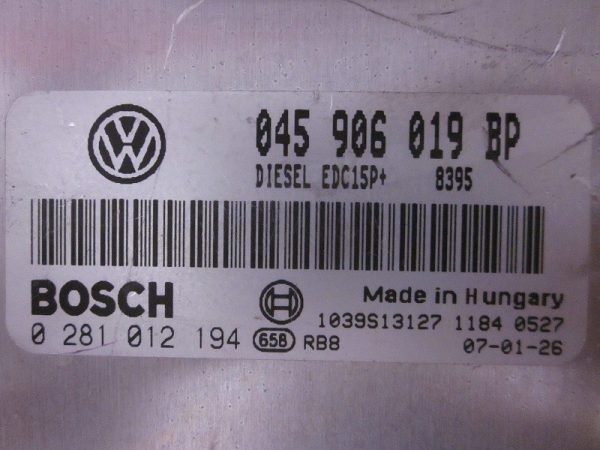 045 906 019 BP
DIESEL EDC15P+ 8395
BOSCH
Made in Hungary
0 281 012 194 658 RB8
1039S13127 1184 0527
07-01-26